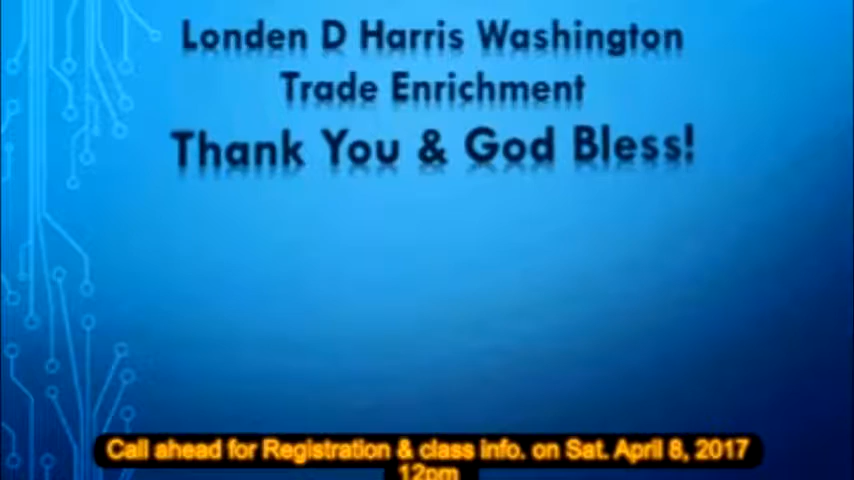 Londen D Harris Washington
Trade Enrichment
Thank You & God Bless!
Call ahead for Registration & class info. on Sat. April 8, 2017
12pm